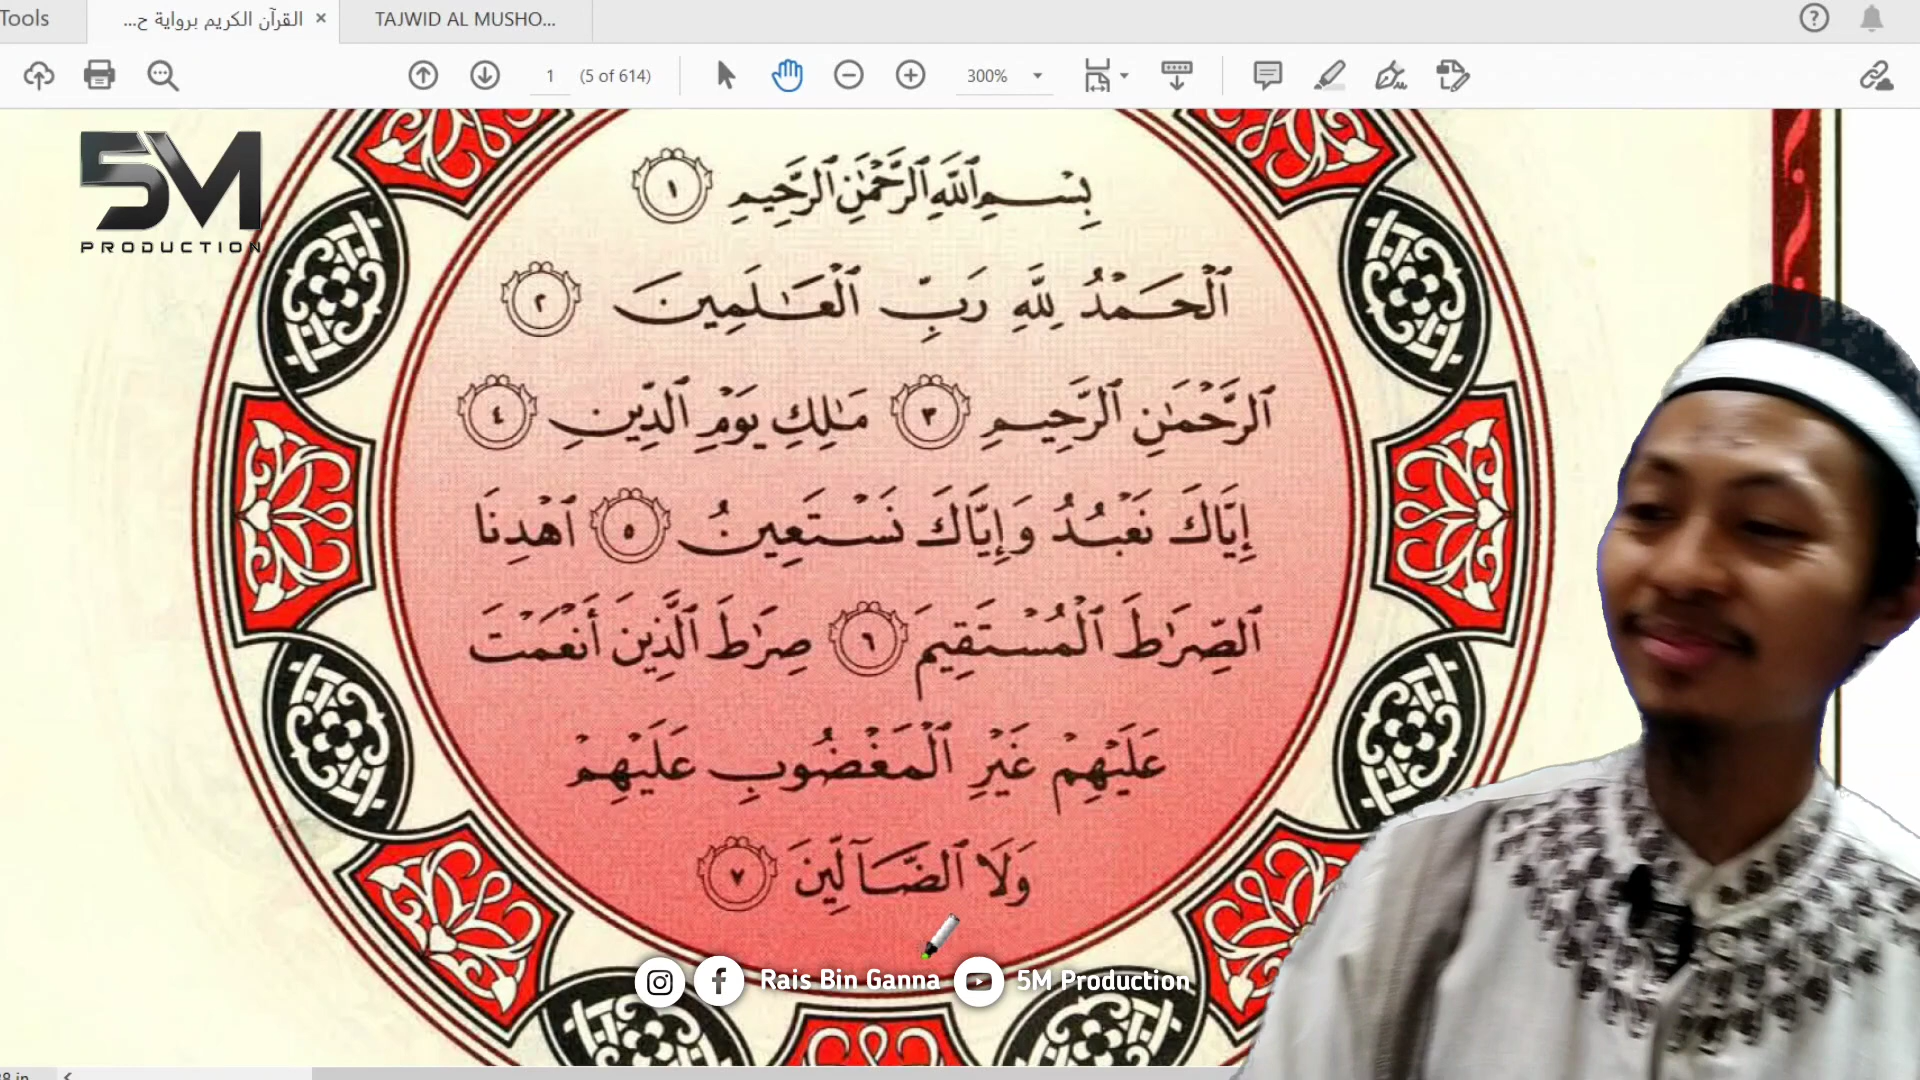 Tools
القرآن الكريم برواية ح...
TAJWID AL MUSHO...
1 (5 of 614)
300%
5M
PRODUCTION
بِسْمِ ٱللَّهِ ٱلرَّحْمَٰنِ ٱلرَّحِيمِ ١
ٱلْحَمْدُ لِلَّهِ رَبِّ ٱلْعَٰلَمِينَ ٢
ٱلرَّحْمَٰنِ ٱلرَّحِيمِ ٣ مَٰلِكِ يَوْمِ ٱلدِّينِ ٤
إِيَّاكَ نَعْبُدُ وَإِيَّاكَ نَسْتَعِينُ ٥ ٱهْدِنَا
ٱلصِّرَٰطَ ٱلْمُسْتَقِيمَ ٦ صِرَٰطَ ٱلَّذِينَ أَنْعَمْتَ
عَلَيْهِمْ غَيْرِ ٱلْمَغْضُوبِ عَلَيْهِمْ
وَلَا ٱلضَّآلِّينَ ٧
Rais Bin Ganna 5M Production